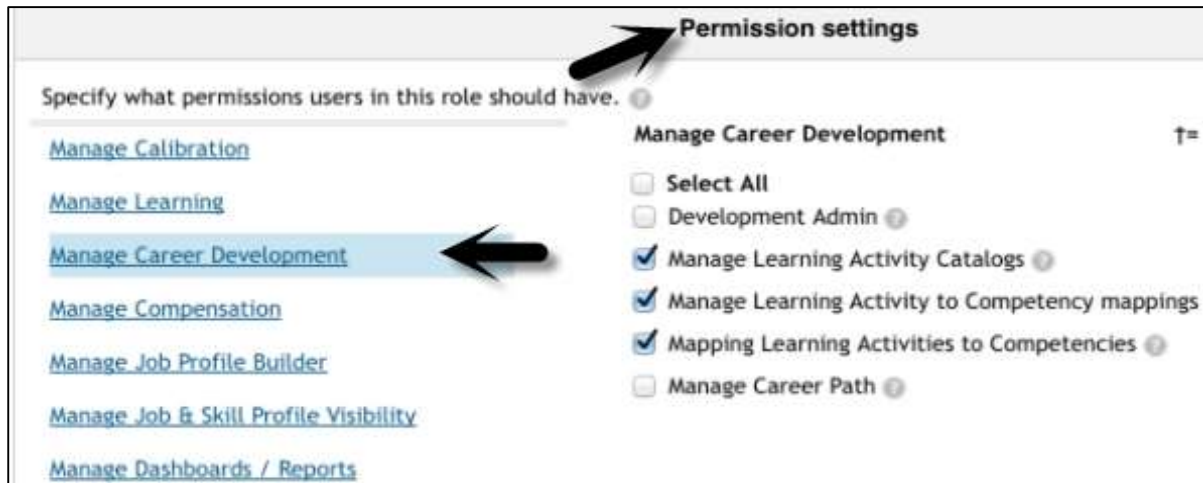 Permission settings
Specify what permissions users in this role should have.
Manage Calibration
Manage Learning
Manage Career Development
Manage Compensation
Manage Job Profile Builder
Manage Job & Skill Profile Visibility
Manage Dashboards / Reports
Manage Career Development †=
Select All
Development Admin
Manage Learning Activity Catalogs
Manage Learning Activity to Competency mappings
Mapping Learning Activities to Competencies
Manage Career Path